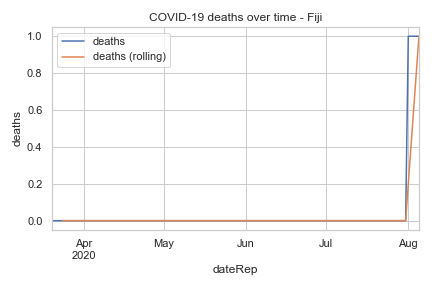 COVID-19 deaths over time - Fiji
deaths
deaths (rolling)
1.0
0.8
0.6
0.4
0.2
0.0
deaths
Apr
2020
May
Jun
Jul
Aug
dateRep